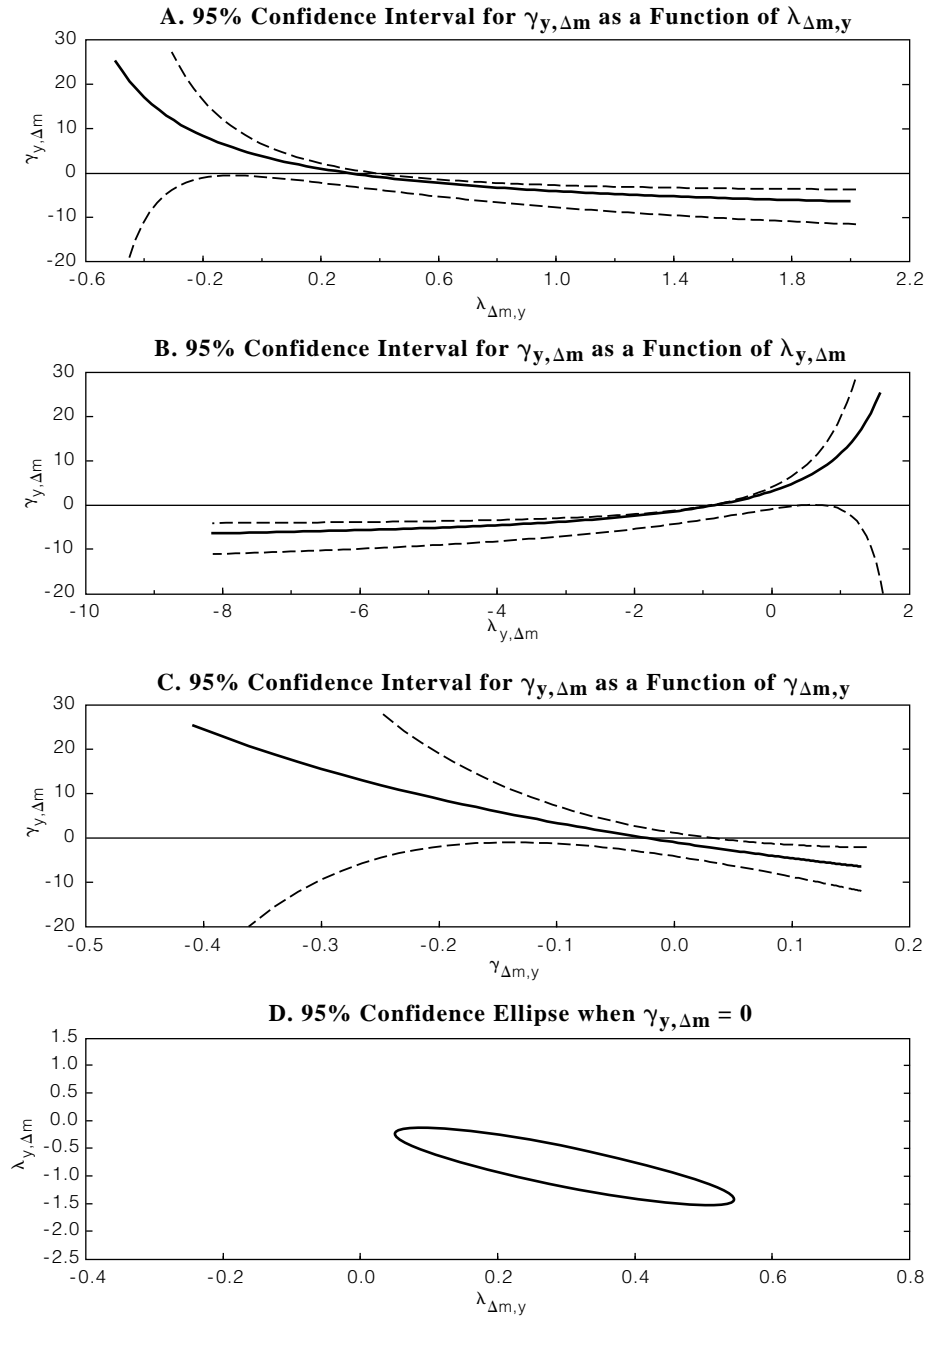 A. 95% Confidence Interval for γy,Δm as a Function of λΔm,y
30
20
10
0
-10
-20
γy,Δm
-0.6 -0.2 0.2 0.6 1.0 1.4 1.8 2.2
λΔm,y
B. 95% Confidence Interval for γy,Δm as a Function of λy,Δm
30
20
10
0
-10
-20
γy,Δm
-10 -8 -6 -4 -2 0 2
λy,Δm
C. 95% Confidence Interval for γy,Δm as a Function of γΔm,y
30
20
10
0
-10
-20
γy,Δm
-0.5 -0.4 -0.3 -0.2 -0.1 0.0 0.1 0.2
γΔm,y
D. 95% Confidence Ellipse when γy,Δm = 0
1.5
1.0
0.5
0.0
-0.5
-1.0
-1.5
-2.0
-2.5
λy,Δm
-0.4 -0.2 0.0 0.2 0.4 0.6 0.8
λΔm,y